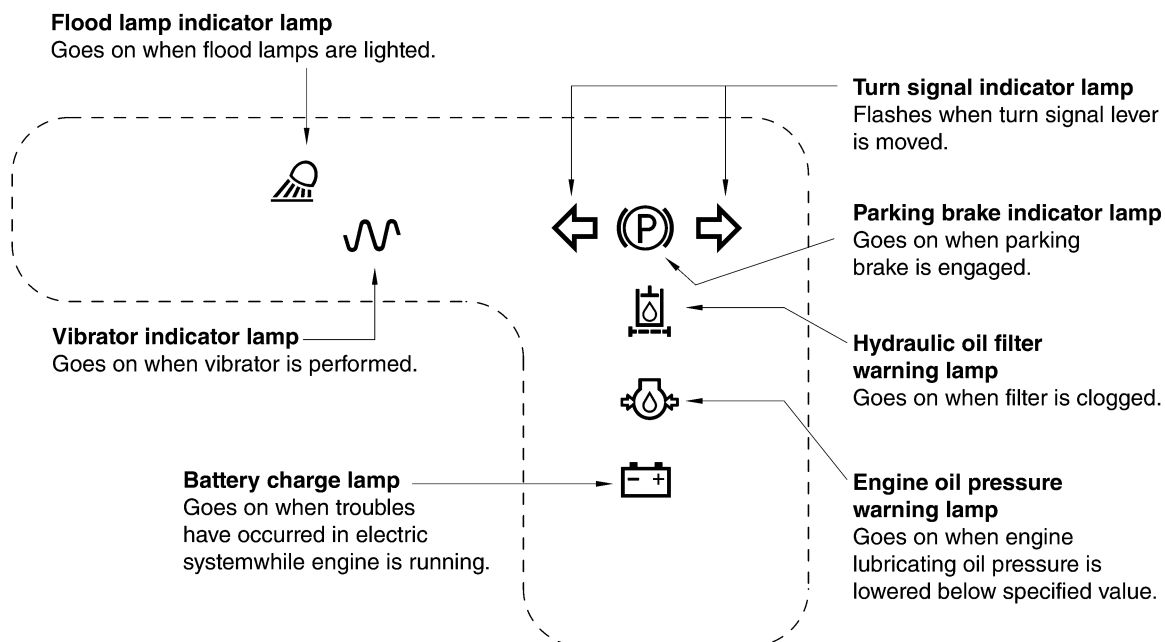 Flood lamp indicator lamp
Goes on when flood lamps are lighted.
Turn signal indicator lamp
Flashes when turn signal lever
is moved.
P
Parking brake indicator lamp
Goes on when parking
brake is engaged.
Vibrator indicator lamp
Goes on when vibrator is performed.
Hydraulic oil filter
warning lamp
Goes on when filter is clogged.
Battery charge lamp
Goes on when troubles
have occurred in electric
systemwhile engine is running.
- +
Engine oil pressure
warning lamp
Goes on when engine
lubricating oil pressure is
lowered below specified value.